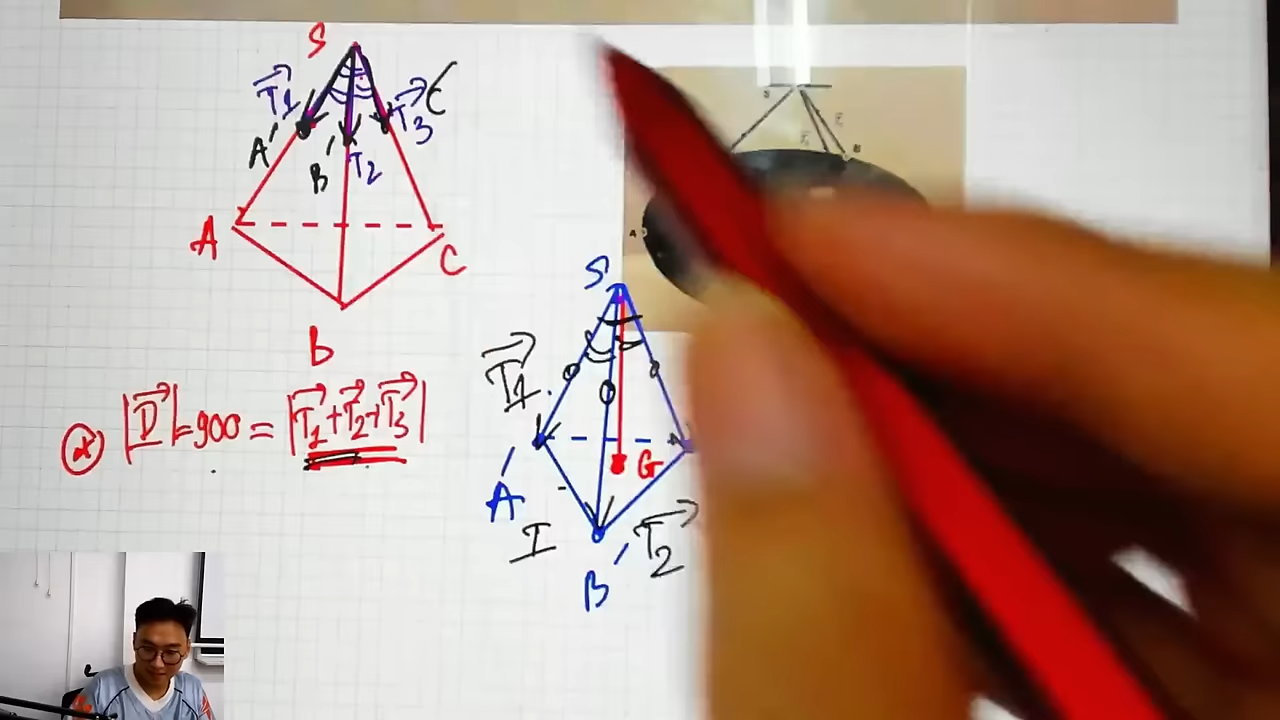 S
T1 T3 C'
A' B' T2
A C
B
(*) |P| = 900 = |T1 + T2 + T3|
S
T1
G
A' I
B' T2
S
A B